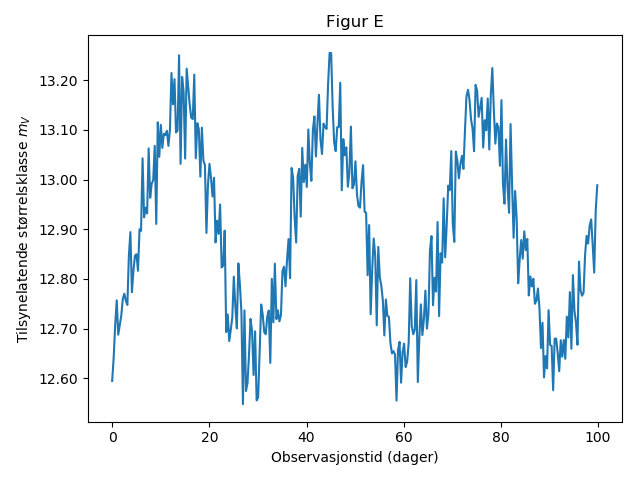 Figur E
Tilsynelatende størrelsesklasse m_V
13.20
13.10
13.00
12.90
12.80
12.70
12.60
0 20 40 60 80 100
Observasjonstid (dager)